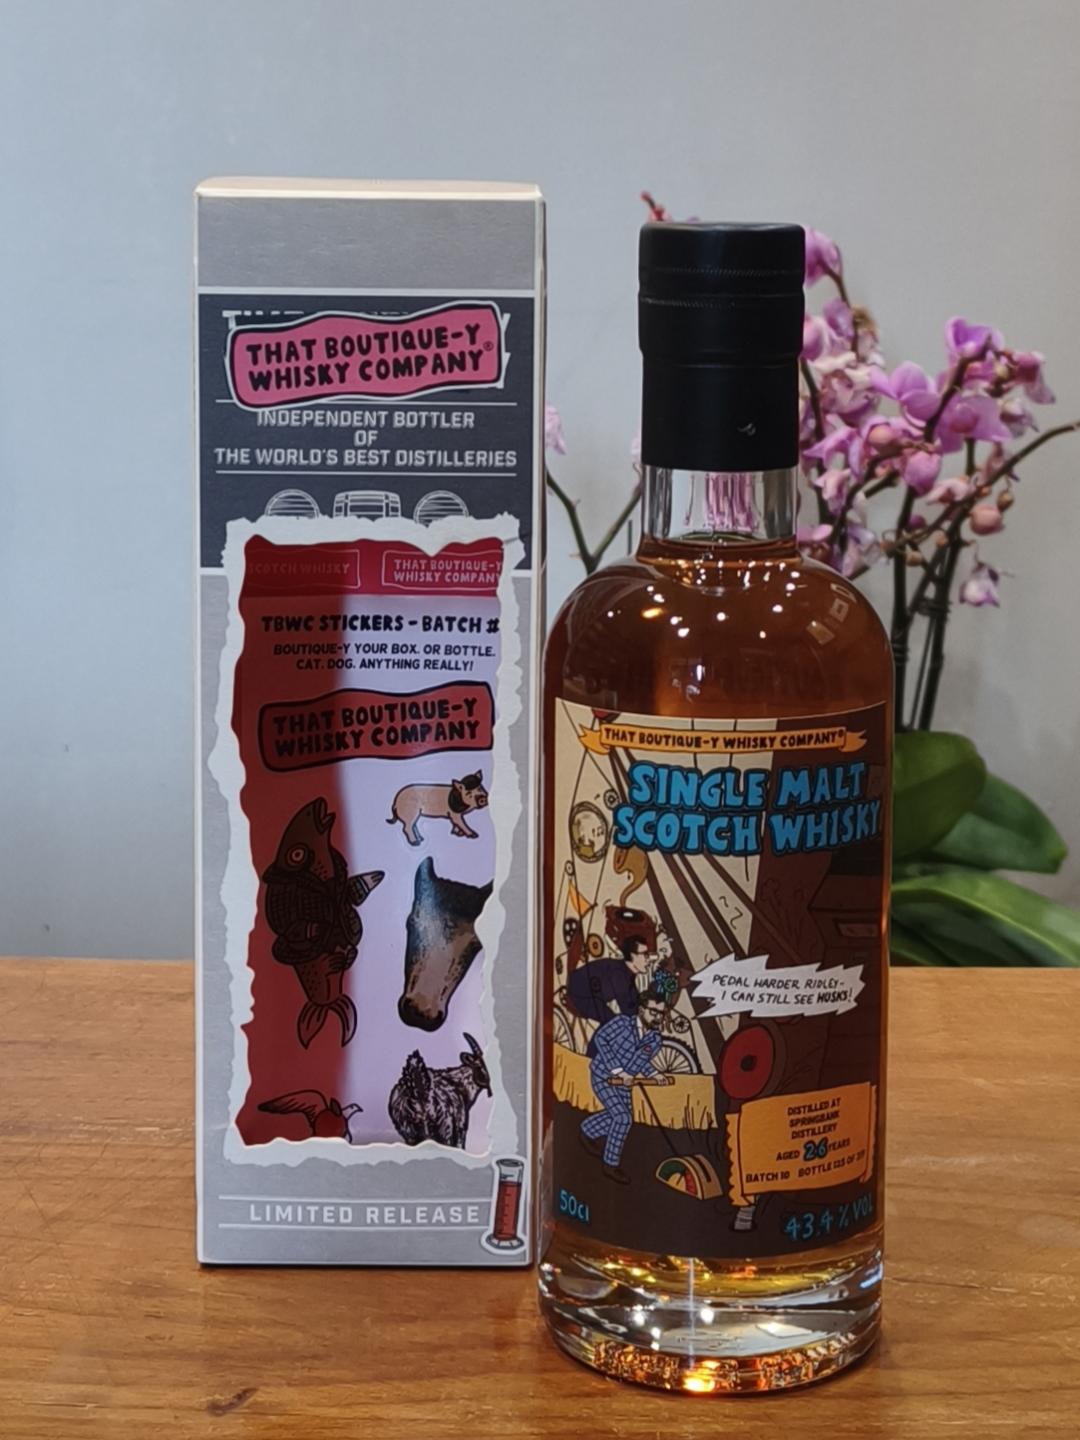 THAT BOUTIQUE-Y
WHISKY COMPANY®
INDEPENDENT BOTTLER
OF
THE WORLD'S BEST DISTILLERIES
SCOTCH WHISKY
THAT BOUTIQUE-Y
WHISKY COMPANY
TBWC STICKERS - BATCH #
BOUTIQUE-Y YOUR BOX. OR BOTTLE.
CAT. DOG. ANYTHING REALLY!
THAT BOUTIQUE-Y
WHISKY COMPANY
LIMITED RELEASE
THAT BOUTIQUE-Y WHISKY COMPANY®
SINGLE MALT
SCOTCH WHISKY
PEDAL HARDER RIDLEY-
I CAN STILL SEE HUSKS!
DISTILLED AT
SPRINGBANK
DISTILLERY
AGED 26 YEARS
BATCH 10 BOTTLE 125 OF
50cl
43.4% VOL